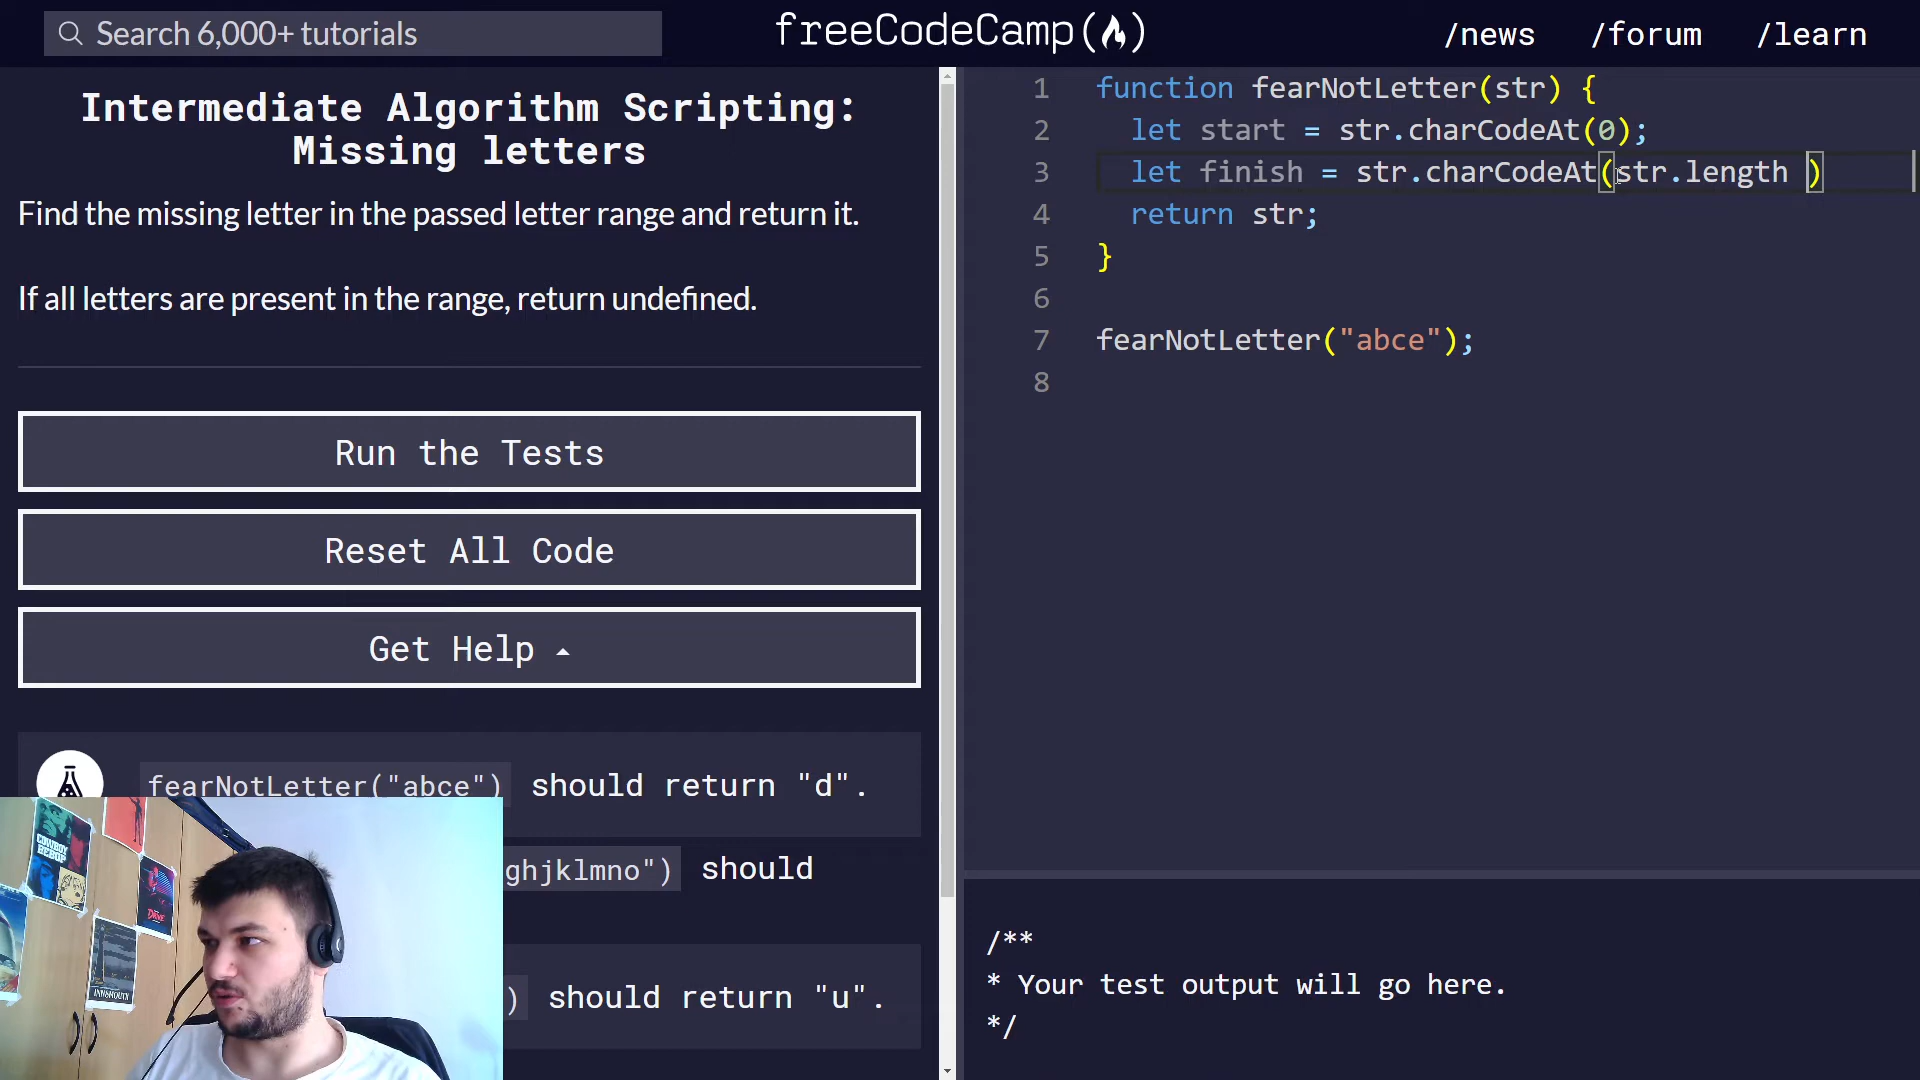 Search 6,000+ tutorials
freeCodeCamp
/news
/forum
/learn
Intermediate Algorithm Scripting:
Missing letters
Find the missing letter in the passed letter range and return it.
If all letters are present in the range, return undefined.
Run the Tests
Reset All Code
Get Help
fearNotLetter("abce") should return "d".
ghjklmno") should
) should return "u".
COWBOY
BEBOP
DRIVE
INNSMOUTH
1 function fearNotLetter(str) {
2 let start = str.charCodeAt(0);
3 let finish = str.charCodeAt(str.length )
4 return str;
5 }
6
7 fearNotLetter("abce");
8
/**
* Your test output will go here.
*/